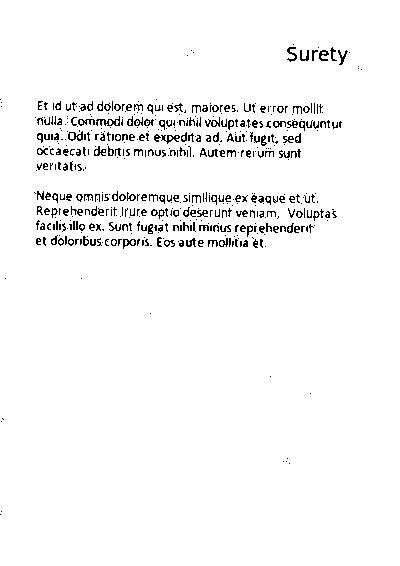 Surety
Et id ut ad dolorem qui est, maiores. Ut error mollit
nulla. Commodi dolor qui nihil voluptates consequuntur
quia. Odit ratione et expedita ad. Aut fugit, sed
occaecati debitis minus nihil. Autem rerum sunt
veritatis.
Neque omnis doloremque similique ex eaque et ut.
Reprehenderit irure optio deserunt veniam. Voluptas
facilis illo ex. Sunt fugiat nihil minus reprehenderit
et doloribus corporis. Eos aute mollitia et.